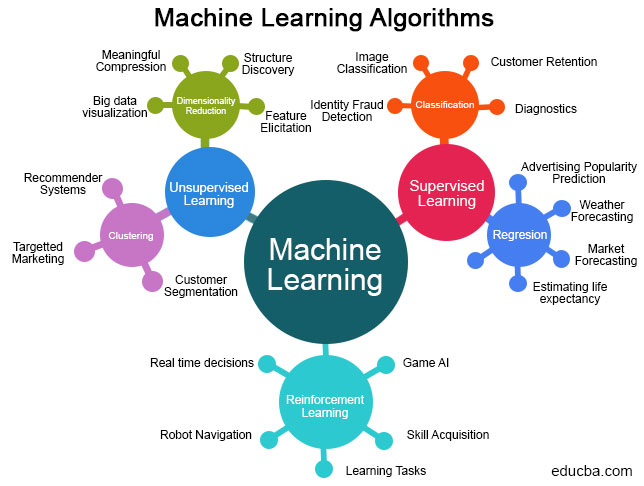 Machine Learning Algorithms
Meaningful
Compression
Structure
Discovery
Big data
visualization
Dimensionality
Reduction
Feature
Elicitation
Image
Classification
Customer Retention
Identity Fraud
Detection
Classification
Diagnostics
Recommender
Systems
Unsupervised
Learning
Supervised
Learning
Advertising Popularity
Prediction
Weather
Forecasting
Clustering
Targetted
Marketing
Customer
Segmentation
Machine
Learning
Regresion
Market
Forecasting
Estimating life
expectancy
Real time decisions
Game AI
Reinforcement
Learning
Robot Navigation
Skill Acquisition
Learning Tasks
educba.com